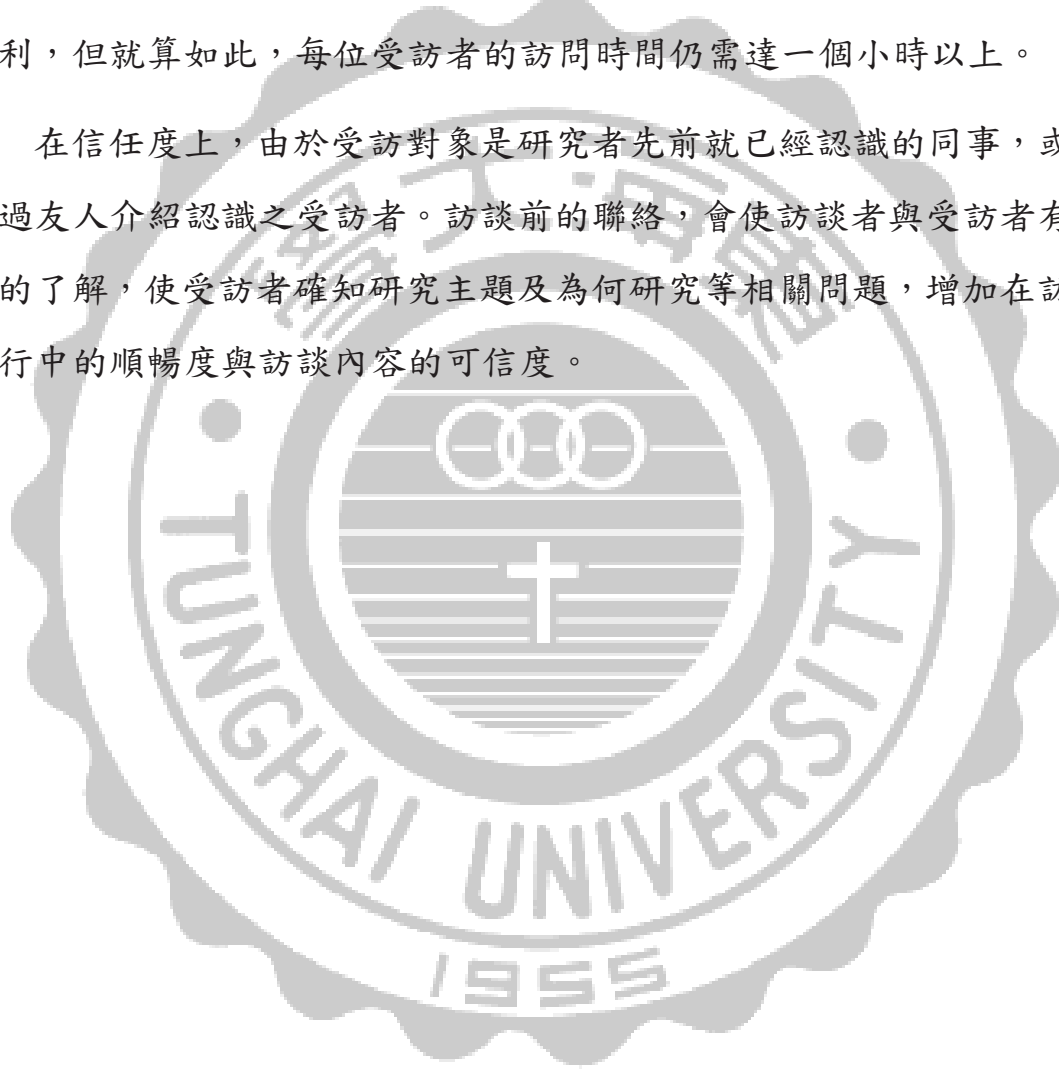 利，但就算如此，每位受訪者的訪問時間仍需達一個小時以上。
在信任度上，由於受訪對象是研究者先前就已經認識的同事，或
過友人介紹認識之受訪者。訪談前的聯絡，會使訪談者與受訪者有
的了解，使受訪者確知研究主題及為何研究等相關問題，增加在訪
行中的順暢度與訪談內容的可信度。
學大·海東
TUNGHAI UNIVERSITY
1955